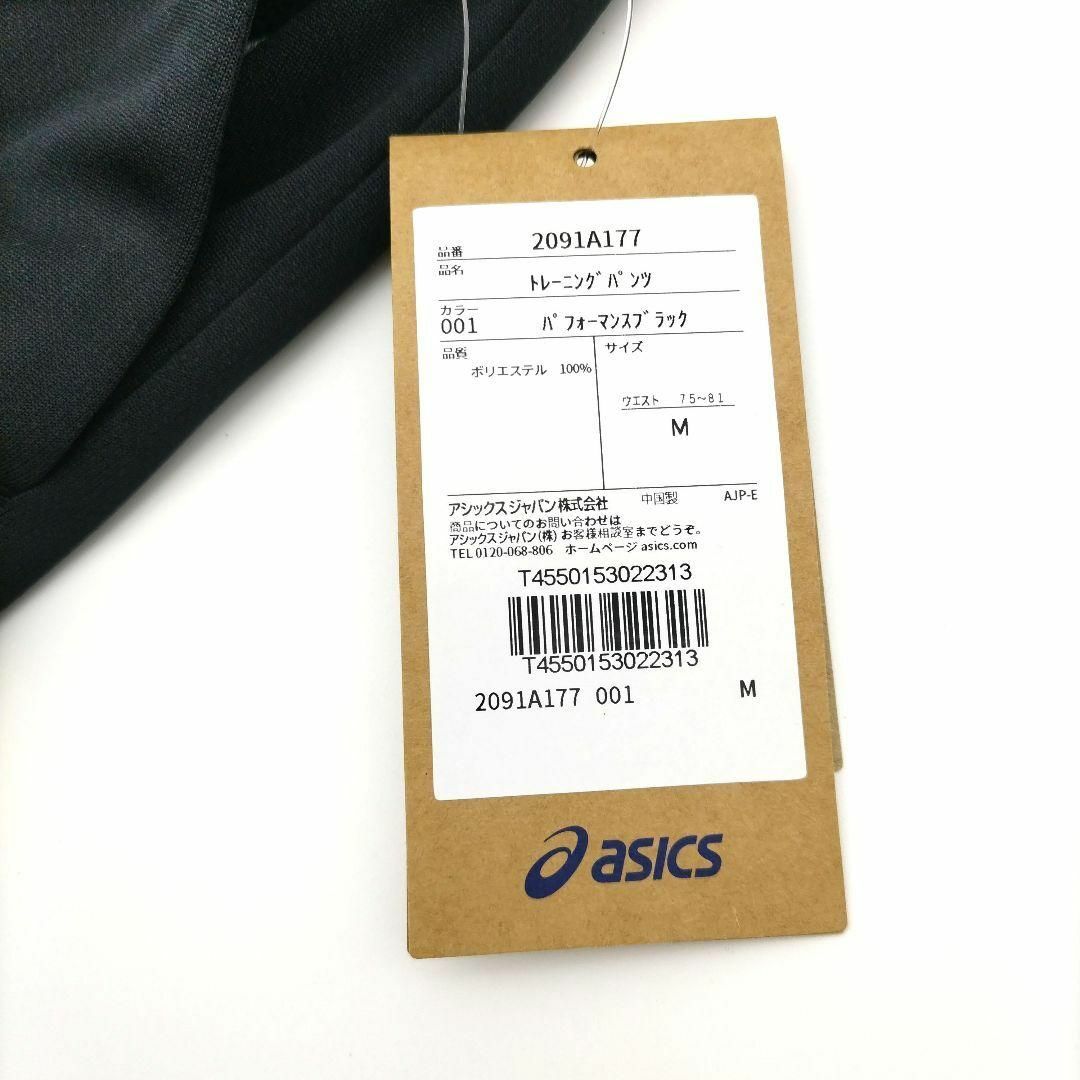 品番 2091A177
品名
トレーニングパンツ
カラー
001 パフォーマンスブラック
品質
ポリエステル 100%
サイズ
ウエスト 75~81
M
アシックスジャパン株式会社 中国製 AJP-E
商品についてのお問い合わせは
アシックスジャパン(株)お客様相談室までどうぞ。
TEL 0120-068-806 ホームページ asics.com
T4550153022313
T4550153022313
2091A177 001 M
asics